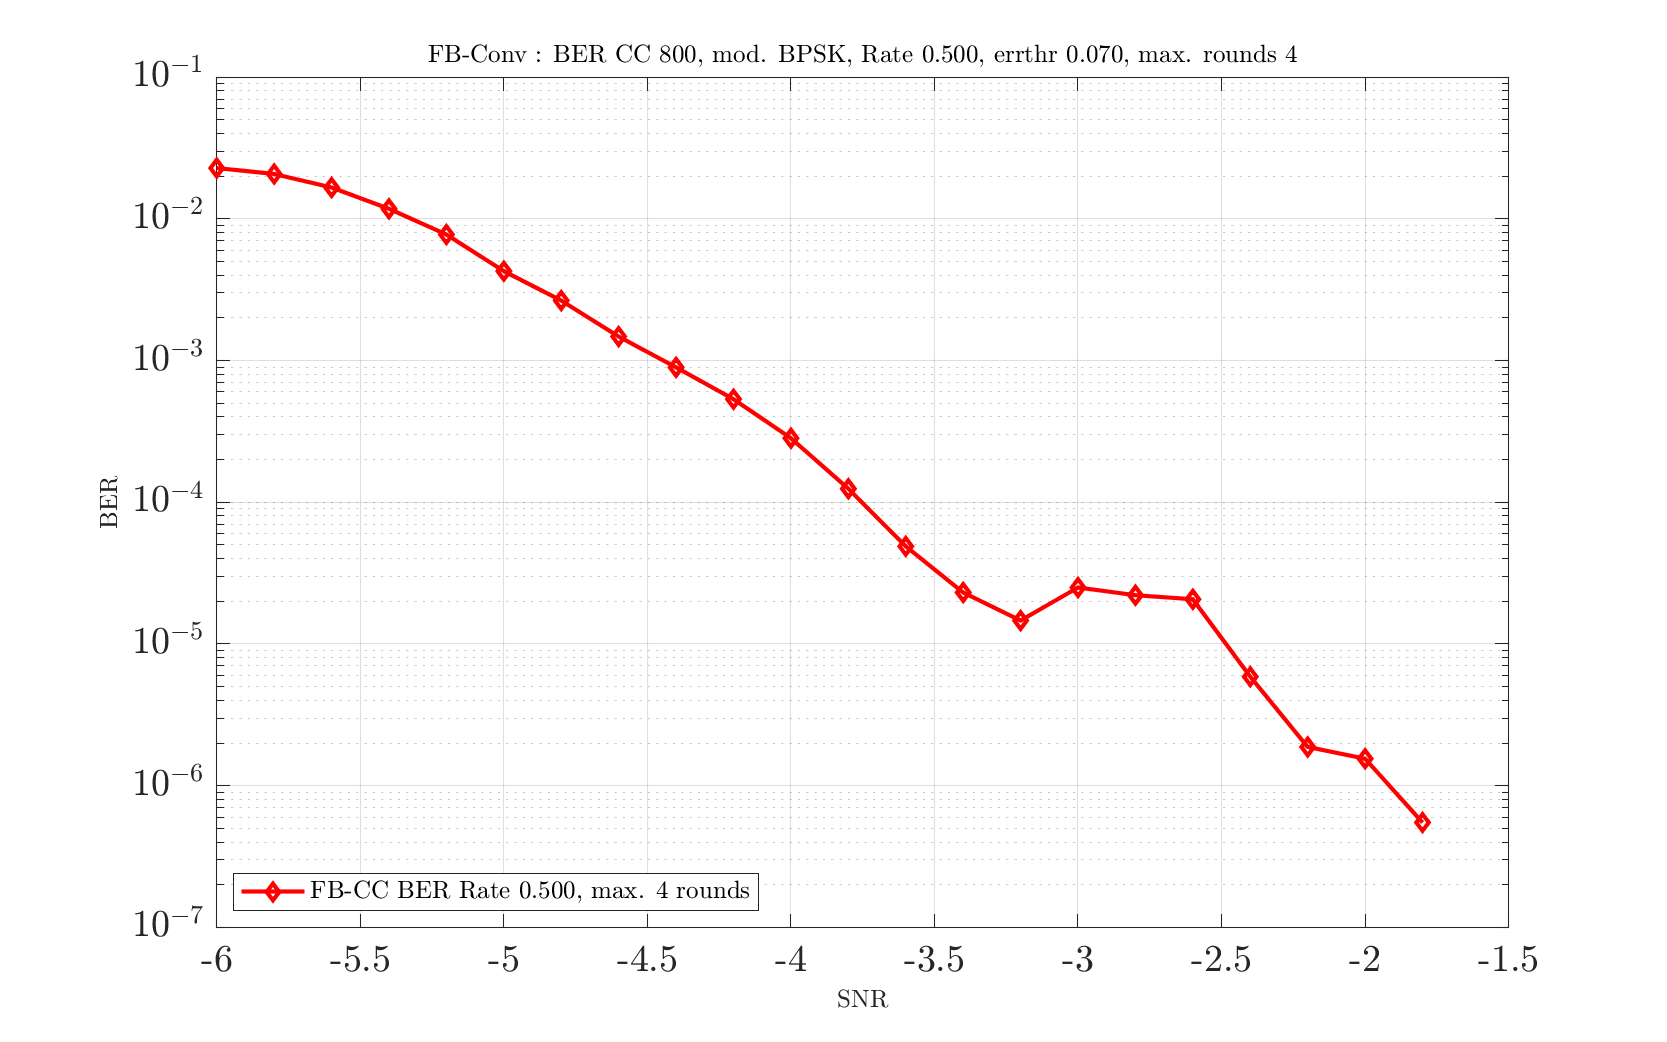 FB-Conv : BER CC 800, mod. BPSK, Rate 0.500, errthr 0.070, max. rounds 4
10⁻¹
10⁻²
10⁻³
10⁻⁴
10⁻⁵
10⁻⁶
10⁻⁷
BER
FB-CC BER Rate 0.500, max. 4 rounds
-6 -5.5 -5 -4.5 -4 -3.5 -3 -2.5 -2 -1.5
SNR